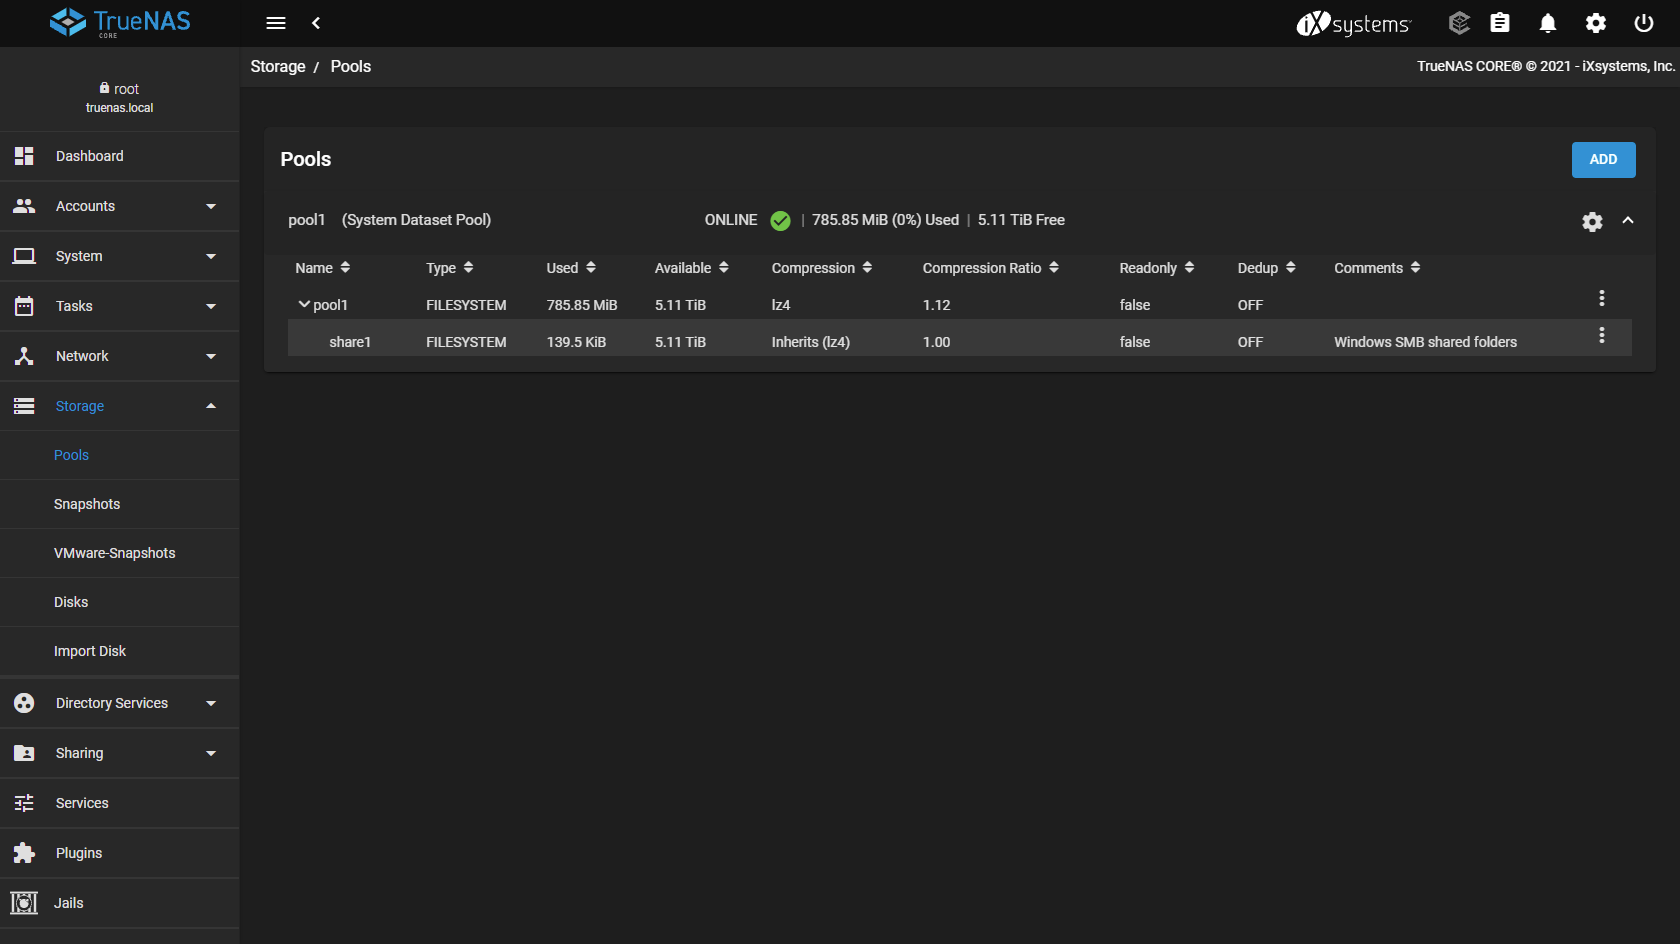 TrueNAS
CORE
iXsystems
Storage / Pools
TrueNAS CORE® © 2021 - iXsystems, Inc.
root
truenas.local
Dashboard
Accounts
System
Tasks
Network
Storage
Pools
Snapshots
VMware-Snapshots
Disks
Import Disk
Directory Services
Sharing
Services
Plugins
Jails
Pools
ADD
pool1 (System Dataset Pool) ONLINE | 785.85 MiB (0%) Used | 5.11 TiB Free
Name Type Used Available Compression Compression Ratio Readonly Dedup Comments
pool1 FILESYSTEM 785.85 MiB 5.11 TiB lz4 1.12 false OFF
share1 FILESYSTEM 139.5 KiB 5.11 TiB Inherits (lz4) 1.00 false OFF Windows SMB shared folders